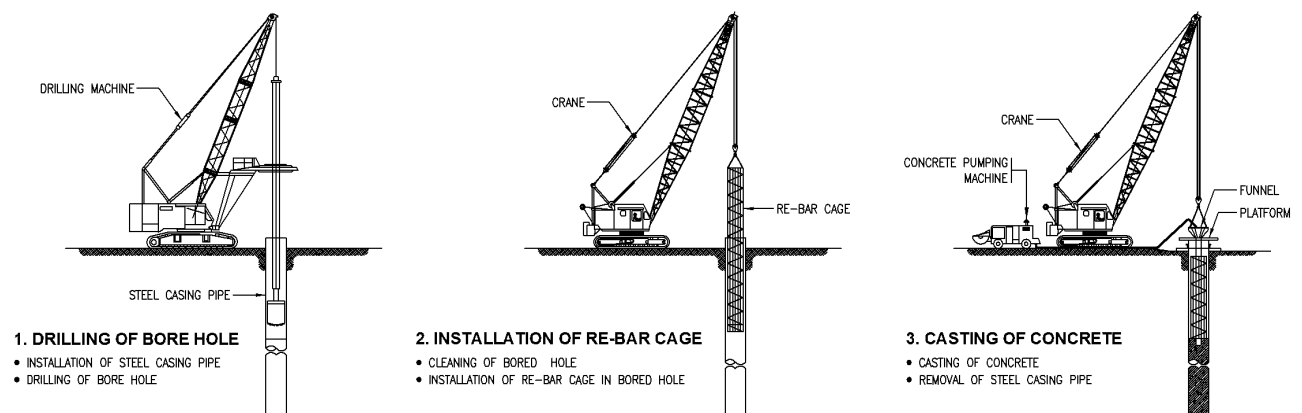 DRILLING MACHINE
STEEL CASING PIPE
1. DRILLING OF BORE HOLE
• INSTALLATION OF STEEL CASING PIPE
• DRILLING OF BORE HOLE
CRANE
RE-BAR CAGE
2. INSTALLATION OF RE-BAR CAGE
• CLEANING OF BORED HOLE
• INSTALLATION OF RE-BAR CAGE IN BORED HOLE
CRANE
CONCRETE PUMPING
MACHINE
FUNNEL
PLATFORM
3. CASTING OF CONCRETE
• CASTING OF CONCRETE
• REMOVAL OF STEEL CASING PIPE